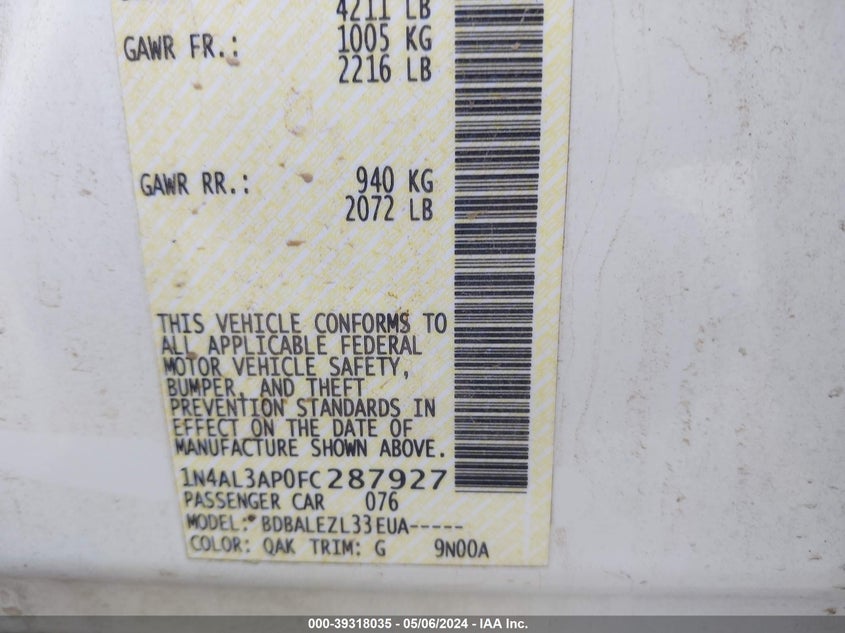 4211 LB
GAWR FR.: 1005 KG
2216 LB
GAWR RR.: 940 KG
2072 LB
THIS VEHICLE CONFORMS TO
ALL APPLICABLE FEDERAL
MOTOR VEHICLE SAFETY,
BUMPER, AND THEFT
PREVENTION STANDARDS IN
EFFECT ON THE DATE OF
MANUFACTURE SHOWN ABOVE.
1N4AL3AP0FC287927
PASSENGER CAR 076
MODEL: BDBALEZL33EUA-----
COLOR: QAK TRIM: G 9N00A
000-39318035 - 05/06/2024 - IAA Inc.